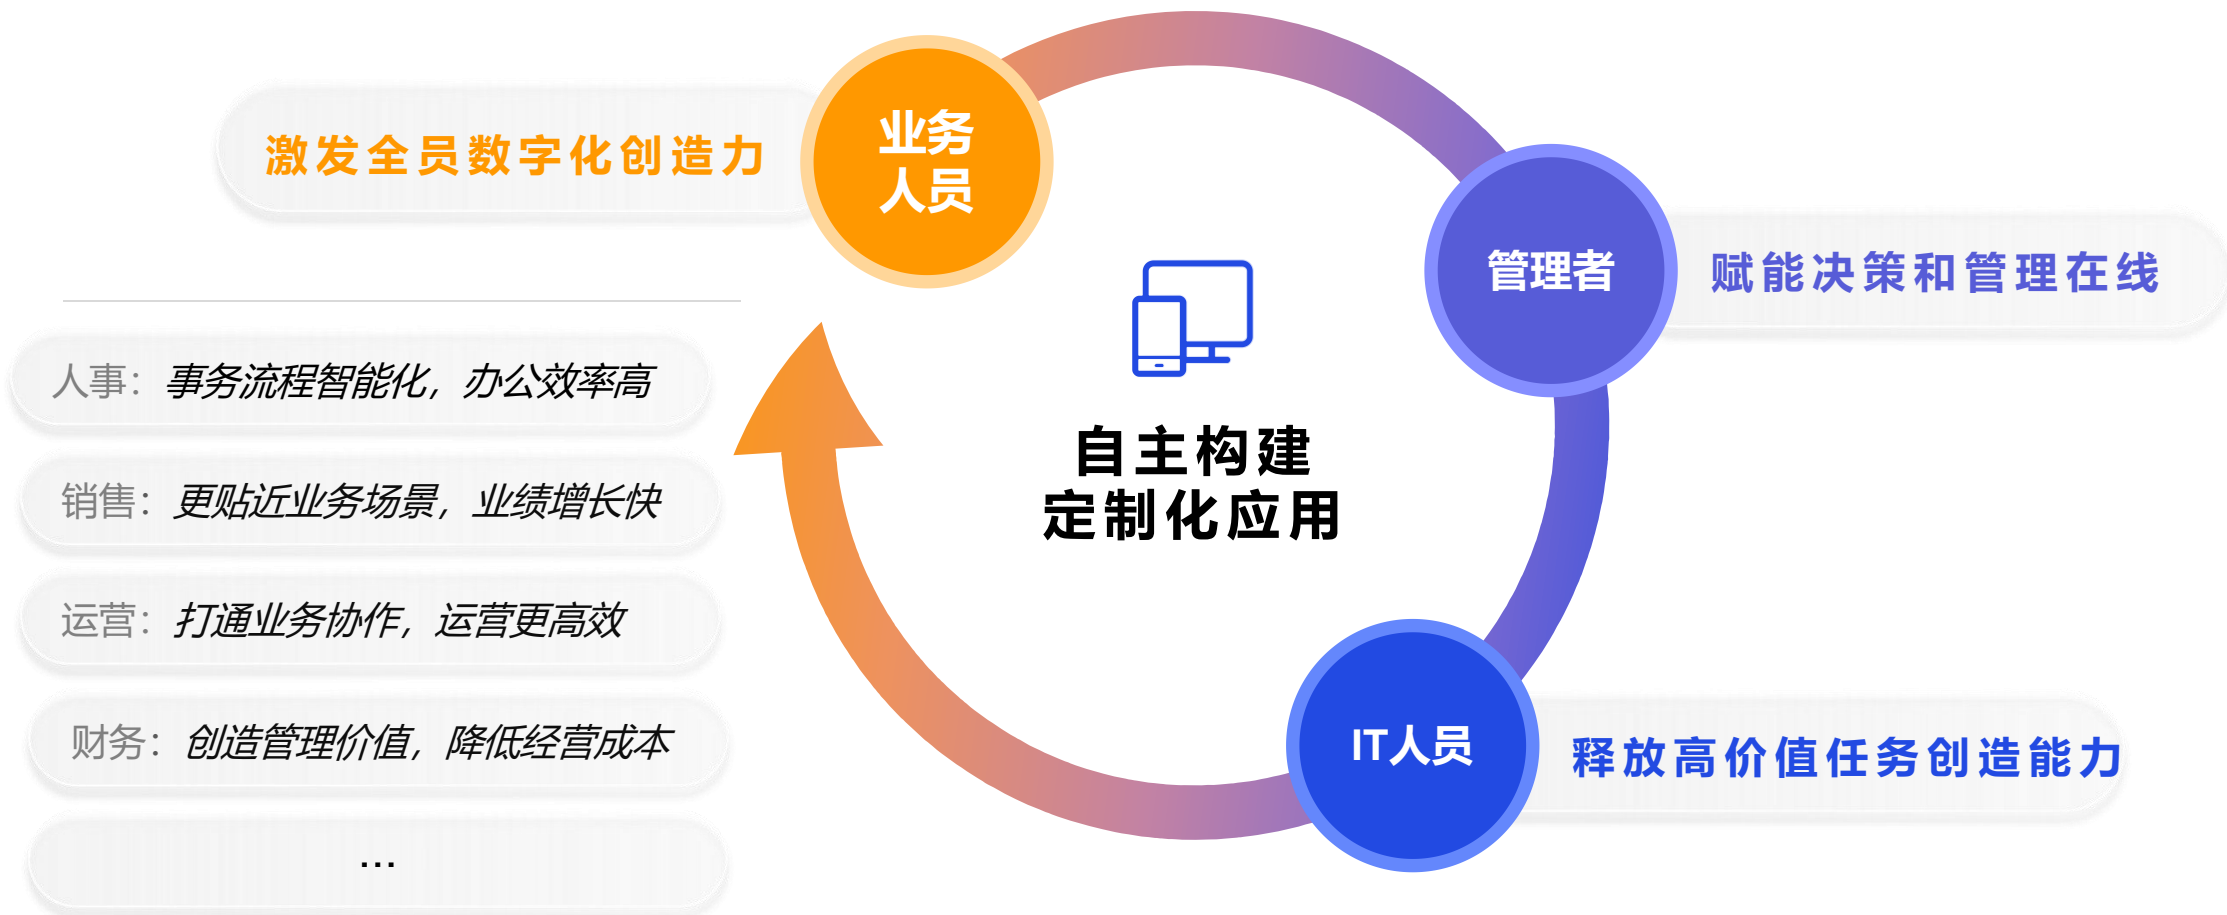 激发全员数字化创造力
业务
人员
管理者
赋能决策和管理在线
自主构建
定制化应用
IT人员
释放高价值任务创造能力
人事：事务流程智能化，办公效率高
销售：更贴近业务场景，业绩增长快
运营：打通业务协作，运营更高效
财务：创造管理价值，降低经营成本
...